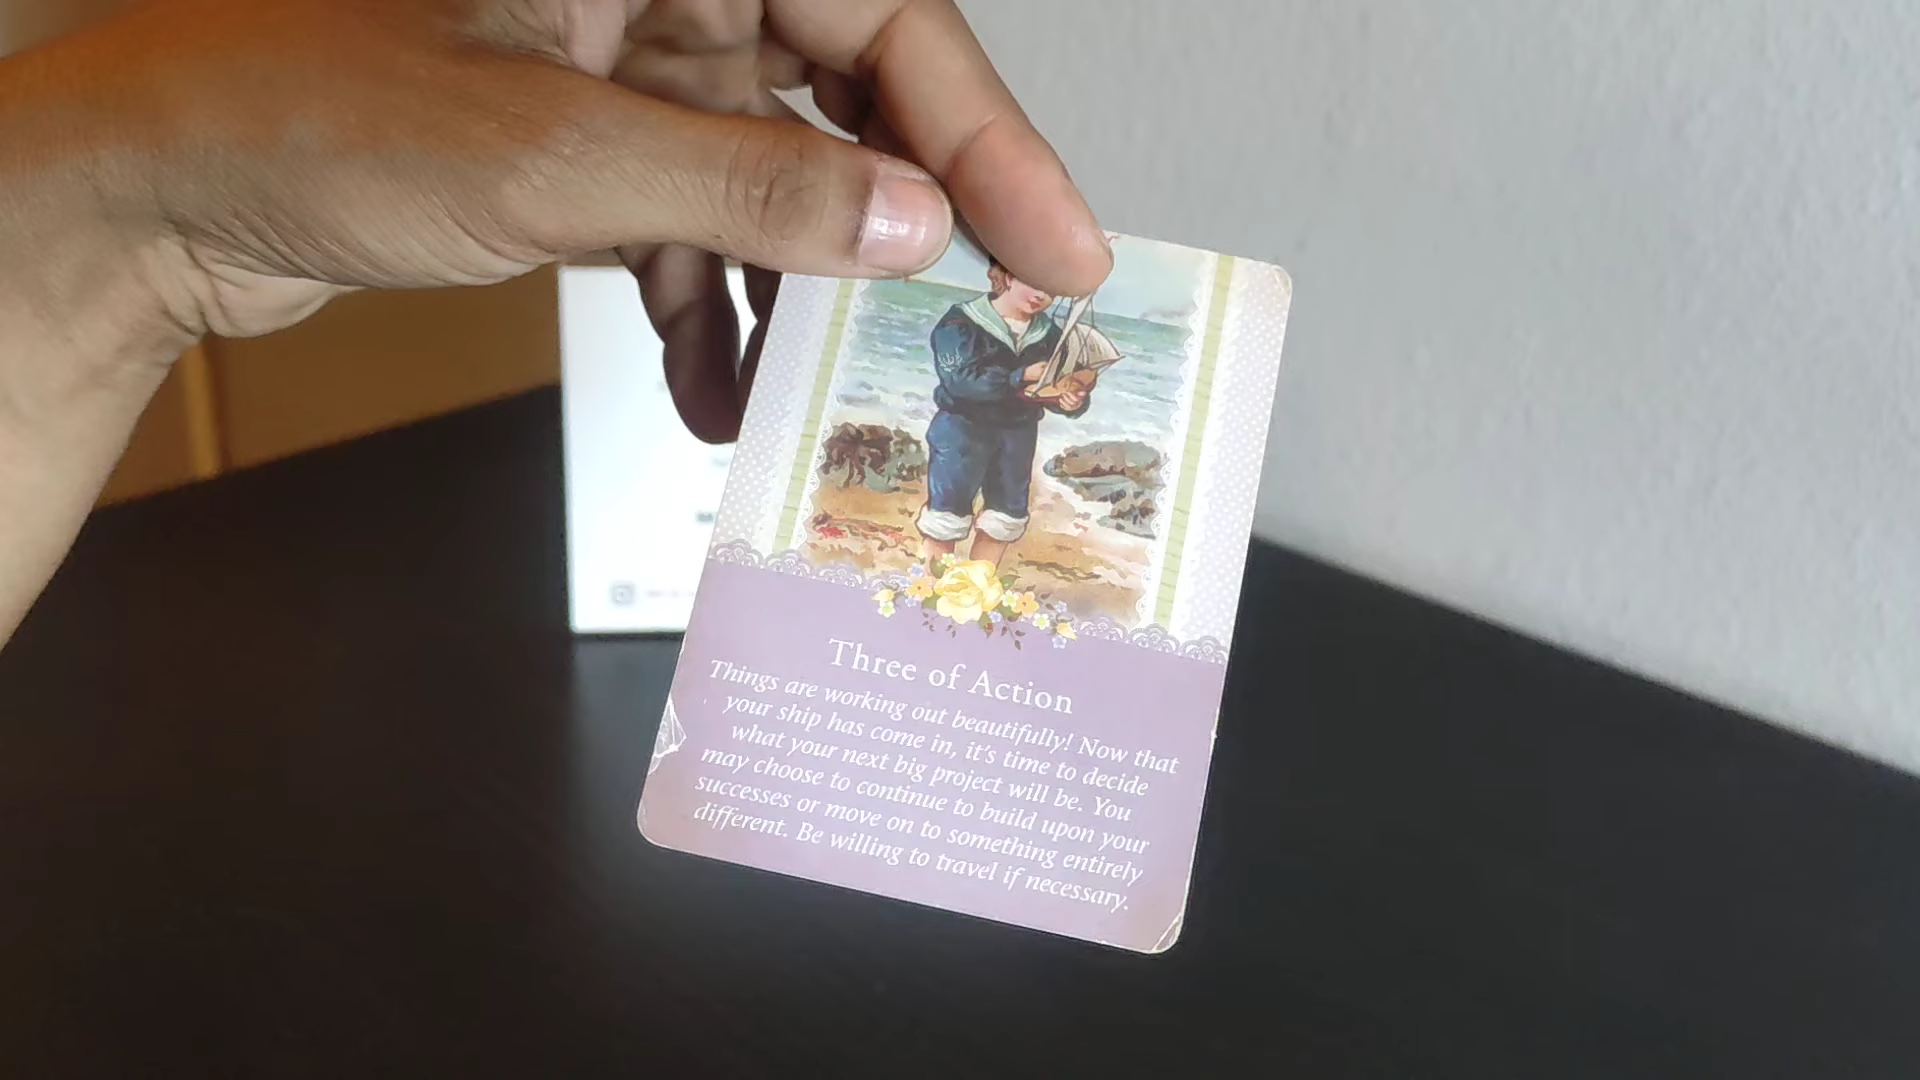 Three of Action
Things are working out beautifully! Now that
your ship has come in, it's time to decide
what your next big project will be. You
may choose to continue to build upon your
successes or move on to something entirely
different. Be willing to travel if necessary.